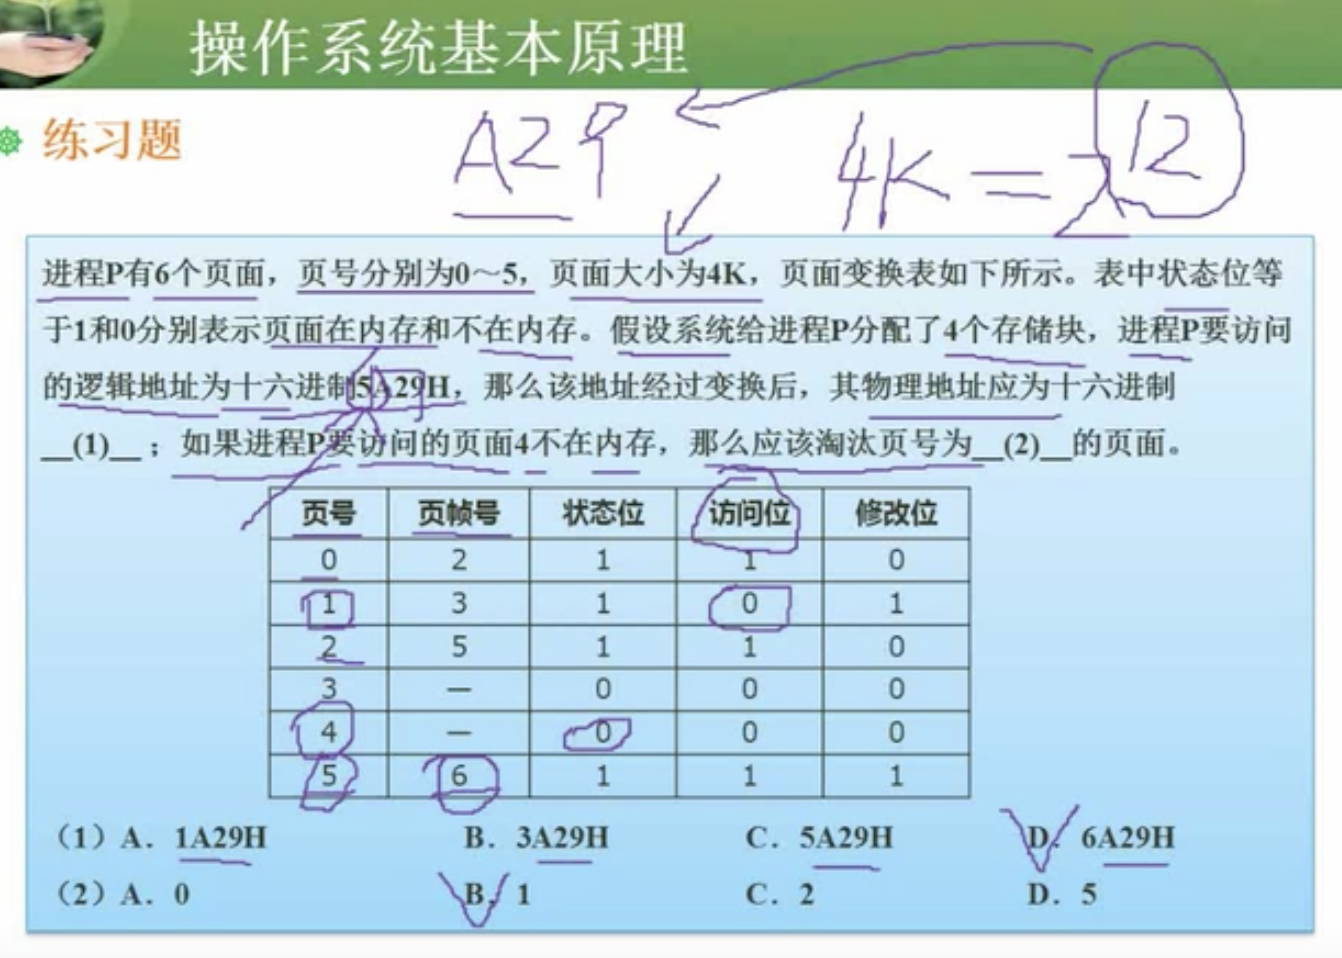 操作系统基本原理
练习题
A29
4K=2 12
进程P有6个页面，页号分别为0～5，页面大小为4K，页面变换表如下所示。表中状态位等
于1和0分别表示页面在内存和不在内存。假设系统给进程P分配了4个存储块，进程P要访问
的逻辑地址为十六进制5A29H，那么该地址经过变换后，其物理地址应为十六进制
__(1)__；如果进程P要访问的页面4不在内存，那么应该淘汰页号为__(2)__的页面。
页号 页帧号 状态位 访问位 修改位
0 2 1 1 0
1 3 1 0 1
2 5 1 1 0
3 — 0 0 0
4 — 0 0 0
5 6 1 1 1
（1）A．1A29H B．3A29H C．5A29H D．6A29H
（2）A．0 B．1 C．2 D．5